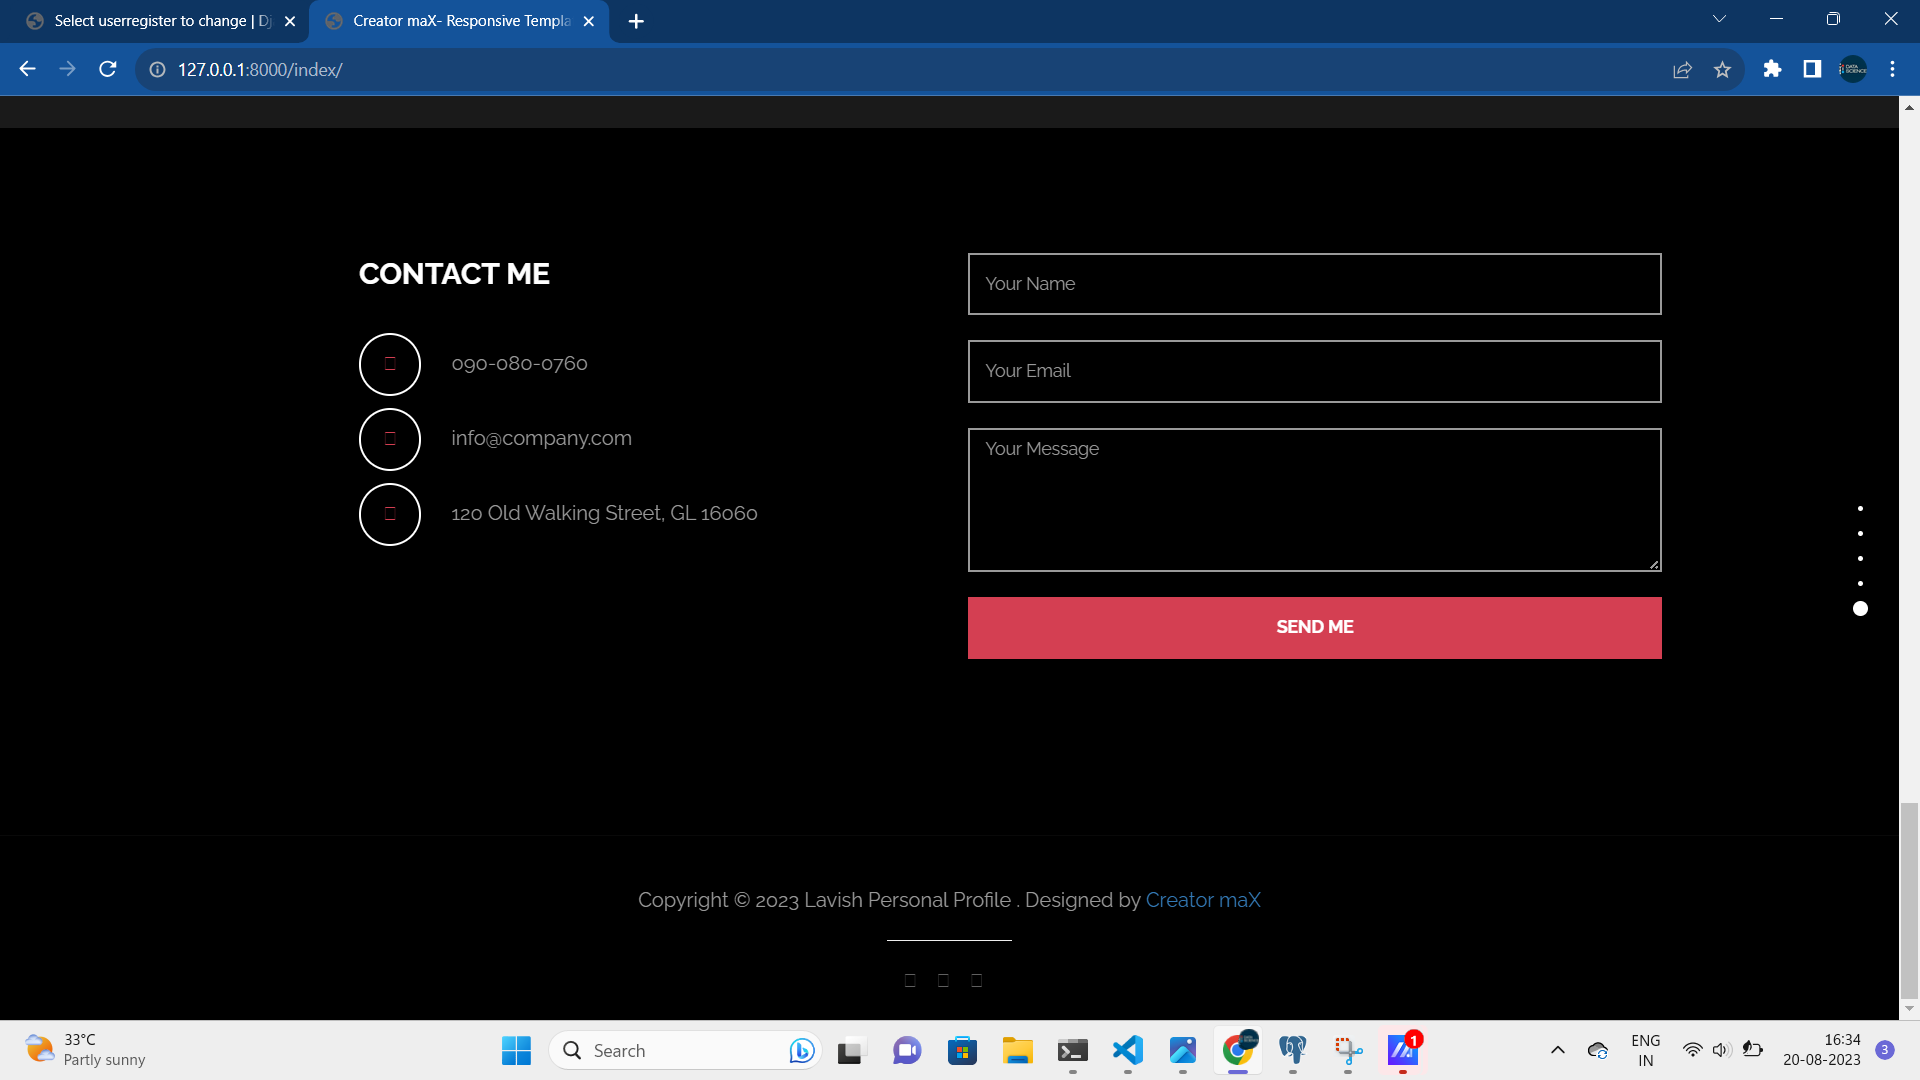 Select userregister to change | Dj
Creator maX- Responsive Templa
127.0.0.1:8000/index/
DATA SCIENCE
CONTACT ME
090-080-0760
info@company.com
120 Old Walking Street, GL 16060
Your Name
Your Email
Your Message
SEND ME
Copyright © 2023 Lavish Personal Profile . Designed by Creator maX
33°C
Partly sunny
Search
1
ENG
IN
16:34
20-08-2023
3